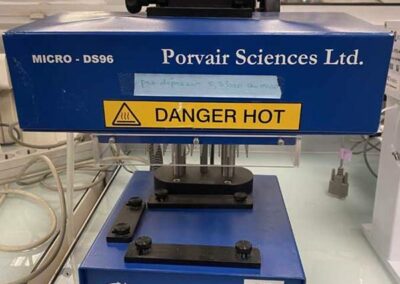 MICRO - DS96
Porvair Sciences Ltd.
DANGER HOT